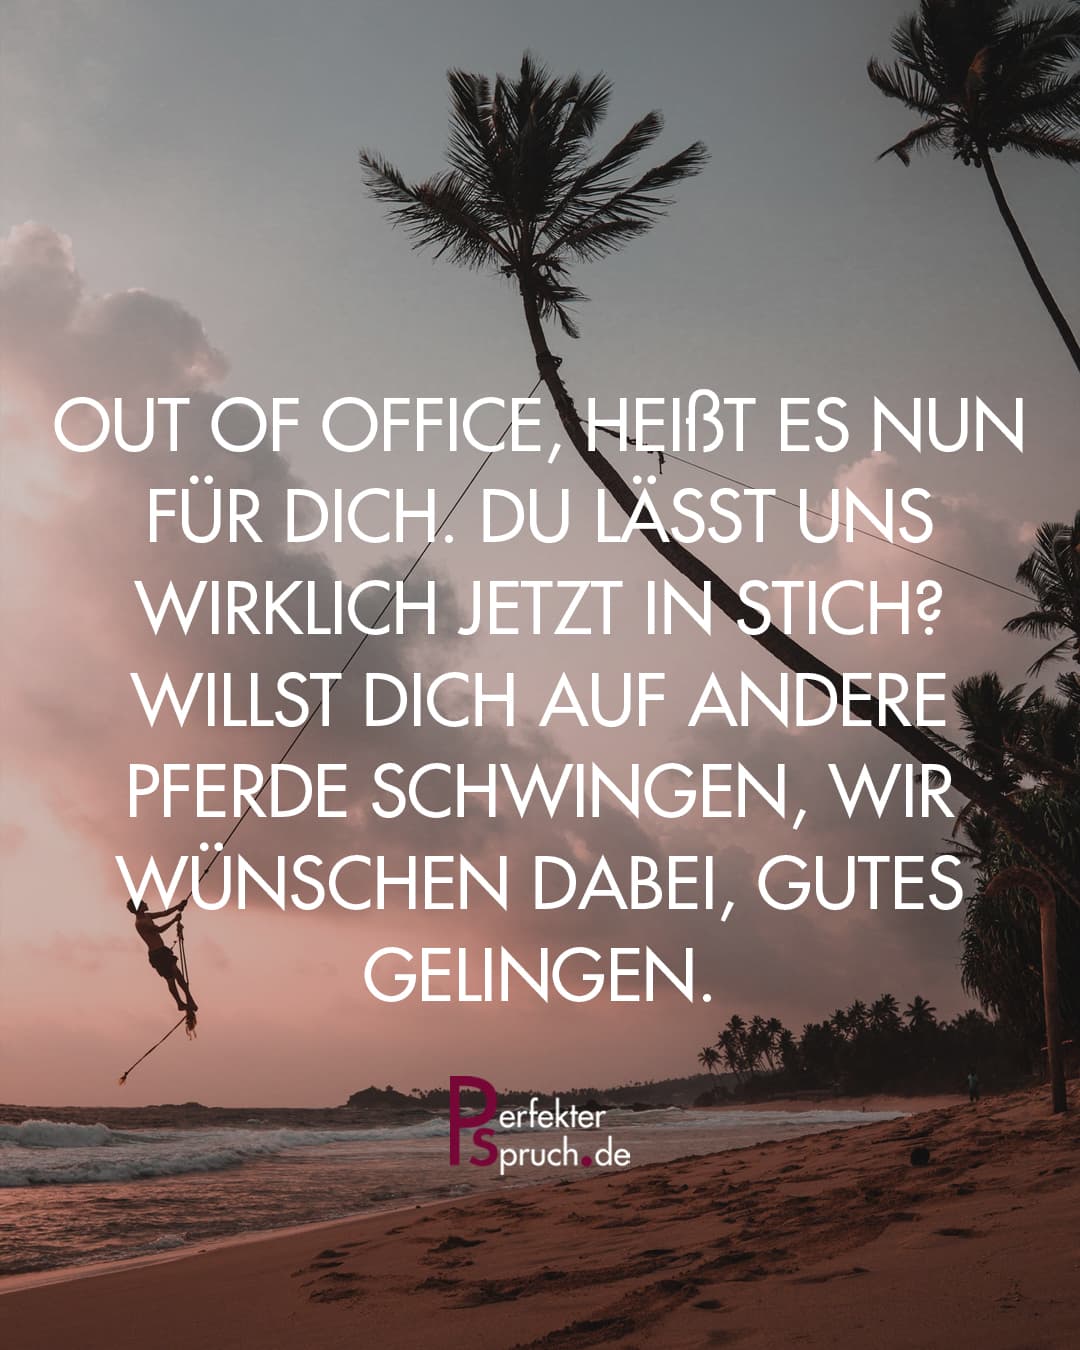 OUT OF OFFICE, HEIßT ES NUN
FÜR DICH. DU LÄSST UNS
WIRKLICH JETZT IN STICH?
WILLST DICH AUF ANDERE
PFERDE SCHWINGEN, WIR
WÜNSCHEN DABEI, GUTES
GELINGEN.
Perfekter
Spruch.de